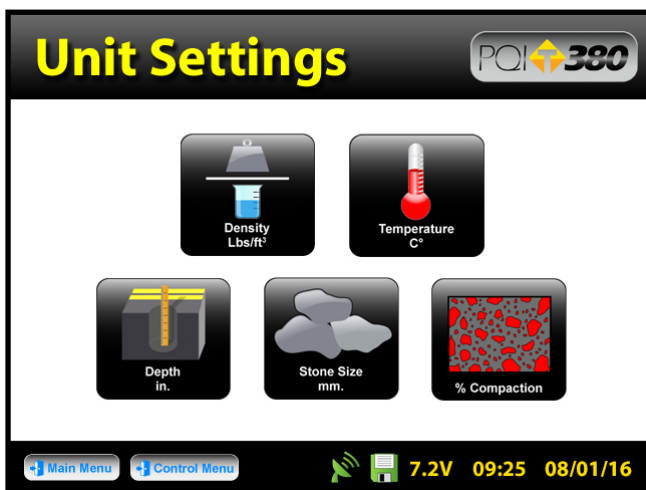 Unit Settings
PQI T 380
Density
Lbs/ft³
Temperature
C°
Depth
in.
Stone Size
mm.
% Compaction
Main Menu
Control Menu
7.2V
09:25
08/01/16